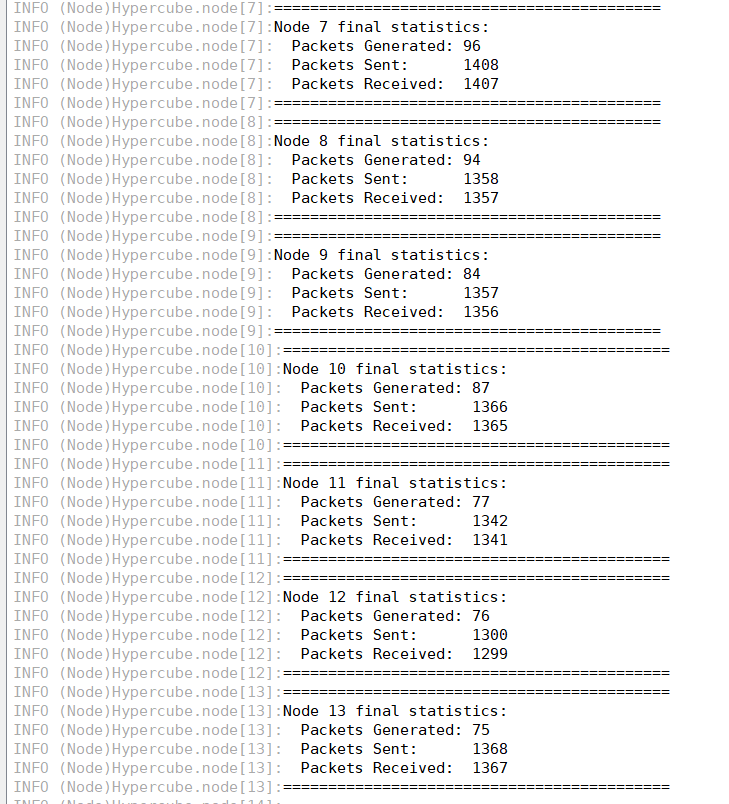 INFO (Node)Hypercube.node[7]:===========================================
INFO (Node)Hypercube.node[7]:Node 7 final statistics:
INFO (Node)Hypercube.node[7]:  Packets Generated: 96
INFO (Node)Hypercube.node[7]:  Packets Sent:      1408
INFO (Node)Hypercube.node[7]:  Packets Received:  1407
INFO (Node)Hypercube.node[7]:===========================================
INFO (Node)Hypercube.node[8]:===========================================
INFO (Node)Hypercube.node[8]:Node 8 final statistics:
INFO (Node)Hypercube.node[8]:  Packets Generated: 94
INFO (Node)Hypercube.node[8]:  Packets Sent:      1358
INFO (Node)Hypercube.node[8]:  Packets Received:  1357
INFO (Node)Hypercube.node[8]:===========================================
INFO (Node)Hypercube.node[9]:===========================================
INFO (Node)Hypercube.node[9]:Node 9 final statistics:
INFO (Node)Hypercube.node[9]:  Packets Generated: 84
INFO (Node)Hypercube.node[9]:  Packets Sent:      1357
INFO (Node)Hypercube.node[9]:  Packets Received:  1356
INFO (Node)Hypercube.node[9]:===========================================
INFO (Node)Hypercube.node[10]:===========================================
INFO (Node)Hypercube.node[10]:Node 10 final statistics:
INFO (Node)Hypercube.node[10]:  Packets Generated: 87
INFO (Node)Hypercube.node[10]:  Packets Sent:      1366
INFO (Node)Hypercube.node[10]:  Packets Received:  1365
INFO (Node)Hypercube.node[10]:===========================================
INFO (Node)Hypercube.node[11]:===========================================
INFO (Node)Hypercube.node[11]:Node 11 final statistics:
INFO (Node)Hypercube.node[11]:  Packets Generated: 77
INFO (Node)Hypercube.node[11]:  Packets Sent:      1342
INFO (Node)Hypercube.node[11]:  Packets Received:  1341
INFO (Node)Hypercube.node[11]:===========================================
INFO (Node)Hypercube.node[12]:===========================================
INFO (Node)Hypercube.node[12]:Node 12 final statistics:
INFO (Node)Hypercube.node[12]:  Packets Generated: 76
INFO (Node)Hypercube.node[12]:  Packets Sent:      1300
INFO (Node)Hypercube.node[12]:  Packets Received:  1299
INFO (Node)Hypercube.node[12]:===========================================
INFO (Node)Hypercube.node[13]:===========================================
INFO (Node)Hypercube.node[13]:Node 13 final statistics:
INFO (Node)Hypercube.node[13]:  Packets Generated: 75
INFO (Node)Hypercube.node[13]:  Packets Sent:      1368
INFO (Node)Hypercube.node[13]:  Packets Received:  1367
INFO (Node)Hypercube.node[13]:===========================================